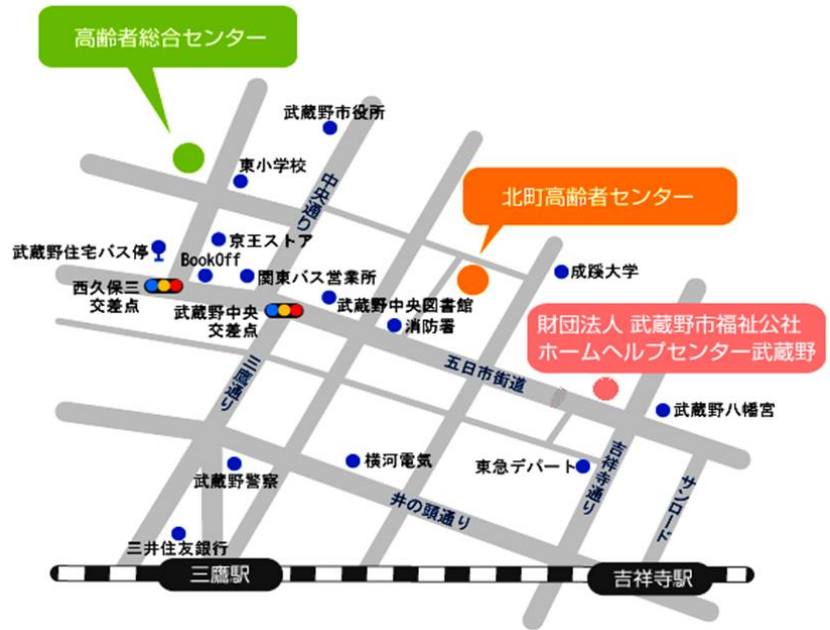 高齢者総合センター
武蔵野市役所
東小学校
中央通り
北町高齢者センター
武蔵野住宅バス停
京王ストア
BookOff
関東バス営業所
成蹊大学
西久保三
交差点
武蔵野中央
交差点
武蔵野中央図書館
消防署
財団法人 武蔵野市福祉公社
ホームヘルプセンター武蔵野
三鷹通り
五日市街道
武蔵野八幡宮
武蔵野警察
横河電気
東急デパート
吉祥寺通り
サンロード
井の頭通り
三井住友銀行
三鷹駅
吉祥寺駅